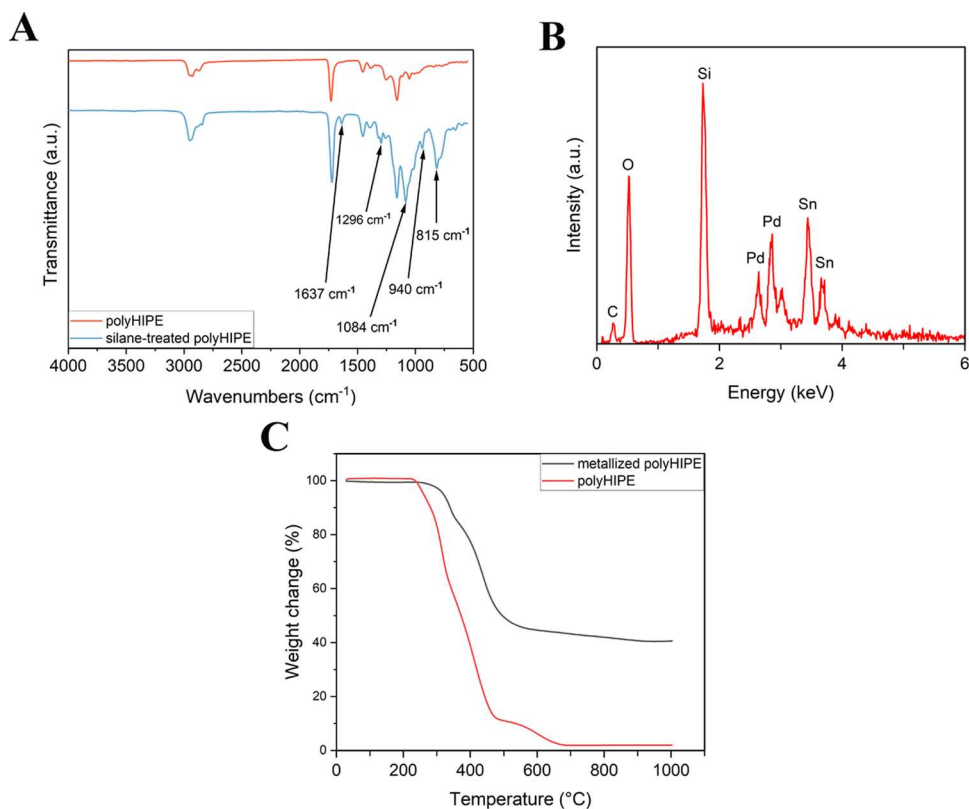 A
Transmittance (a.u.)
1637 cm⁻¹
1296 cm⁻¹
1084 cm⁻¹
940 cm⁻¹
815 cm⁻¹
polyHIPE
silane-treated polyHIPE
4000 3500 3000 2500 2000 1500 1000 500
Wavenumbers (cm⁻¹)
B
Intensity (a.u.)
C
O
Si
Pd
Pd
Sn
Sn
0 2 4 6
Energy (keV)
C
metallized polyHIPE
polyHIPE
Weight change (%)
100
80
60
40
20
0
0 200 400 600 800 1000
Temperature (°C)